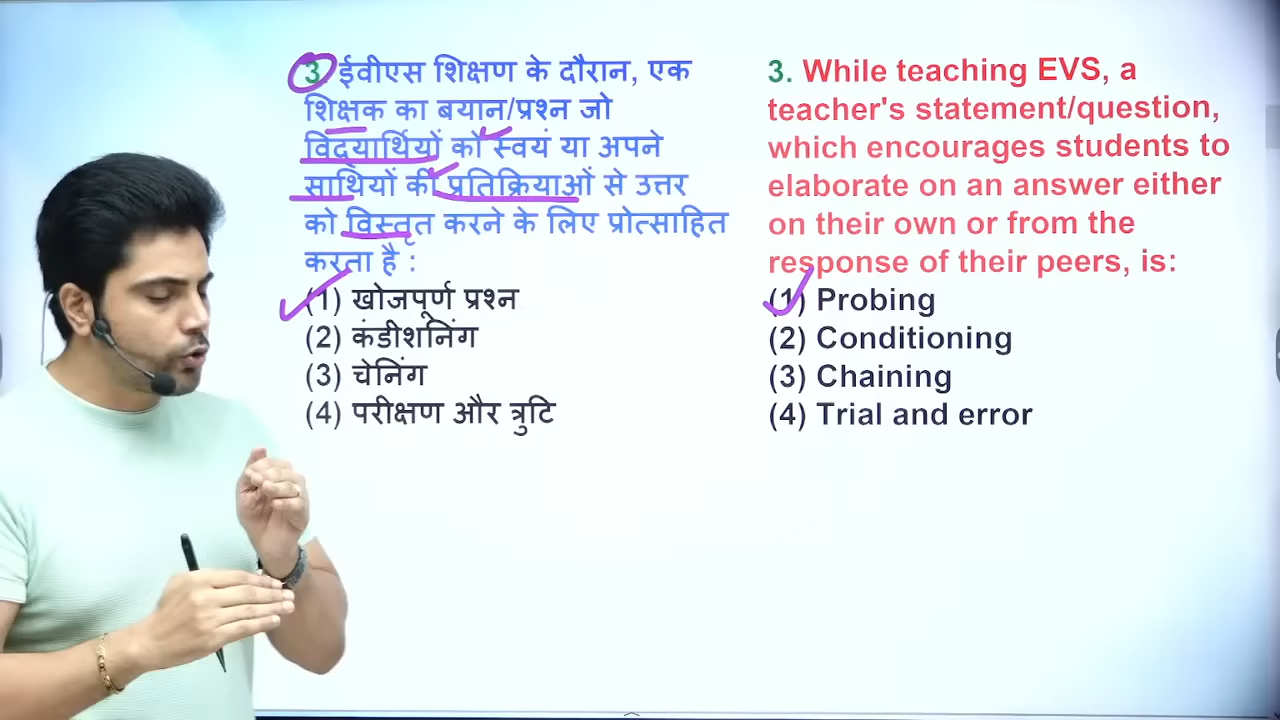 3. ईवीएस शिक्षण के दौरान, एक
शिक्षक का बयान/प्रश्न जो
विद्यार्थियों को स्वयं या अपने
साथियों की प्रतिक्रियाओं से उत्तर
को विस्तृत करने के लिए प्रोत्साहित
करता है :
(1) खोजपूर्ण प्रश्न
(2) कंडीशनिंग
(3) चेनिंग
(4) परीक्षण और त्रुटि
3. While teaching EVS, a
teacher's statement/question,
which encourages students to
elaborate on an answer either
on their own or from the
response of their peers, is:
(1) Probing
(2) Conditioning
(3) Chaining
(4) Trial and error